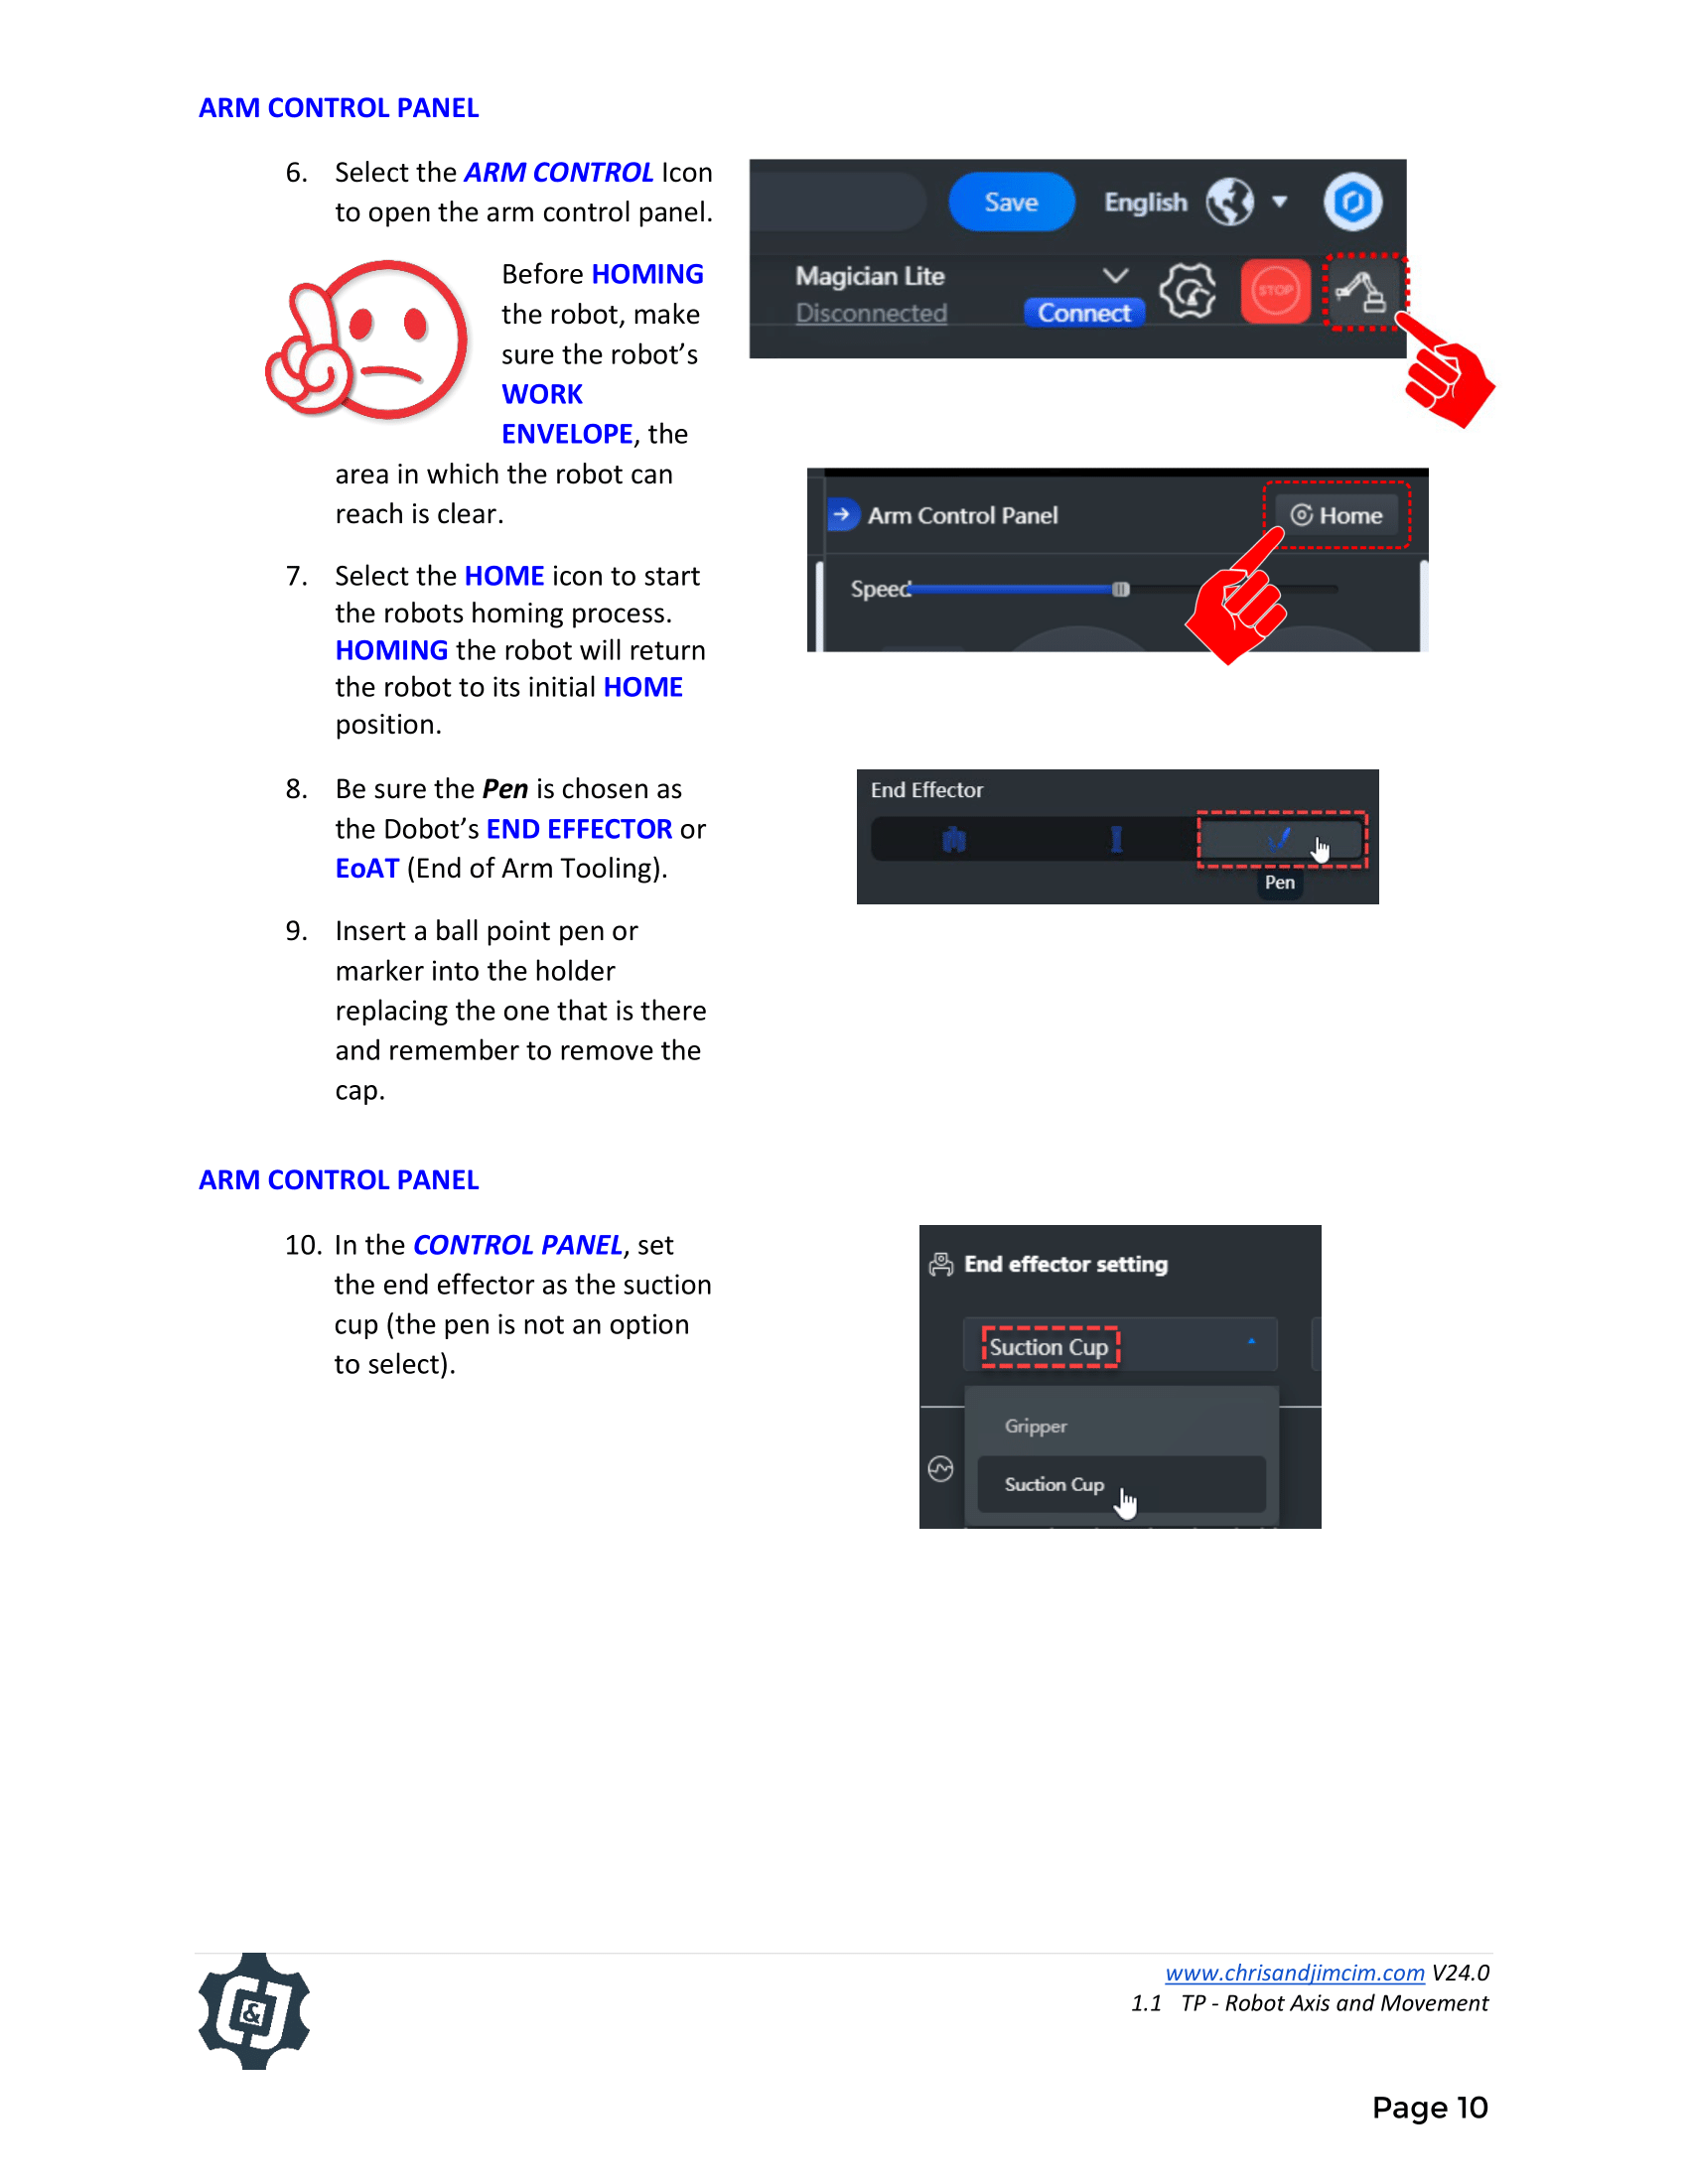 ARM CONTROL PANEL
6. Select the ARM CONTROL Icon
to open the arm control panel.
Before HOMING
the robot, make
sure the robot’s
WORK
ENVELOPE, the
area in which the robot can
reach is clear.
Save English
Magician Lite
Disconnected
Connect
STOP
7. Select the HOME icon to start
the robots homing process.
HOMING the robot will return
the robot to its initial HOME
position.
Arm Control Panel Home
Speed
8. Be sure the Pen is chosen as
the Dobot’s END EFFECTOR or
EoAT (End of Arm Tooling).
End Effector
Pen
9. Insert a ball point pen or
marker into the holder
replacing the one that is there
and remember to remove the
cap.
ARM CONTROL PANEL
10. In the CONTROL PANEL, set
the end effector as the suction
cup (the pen is not an option
to select).
End effector setting
Suction Cup
Gripper
Suction Cup
&
www.chrisandjimcim.com V24.0
1.1 TP - Robot Axis and Movement
Page 10